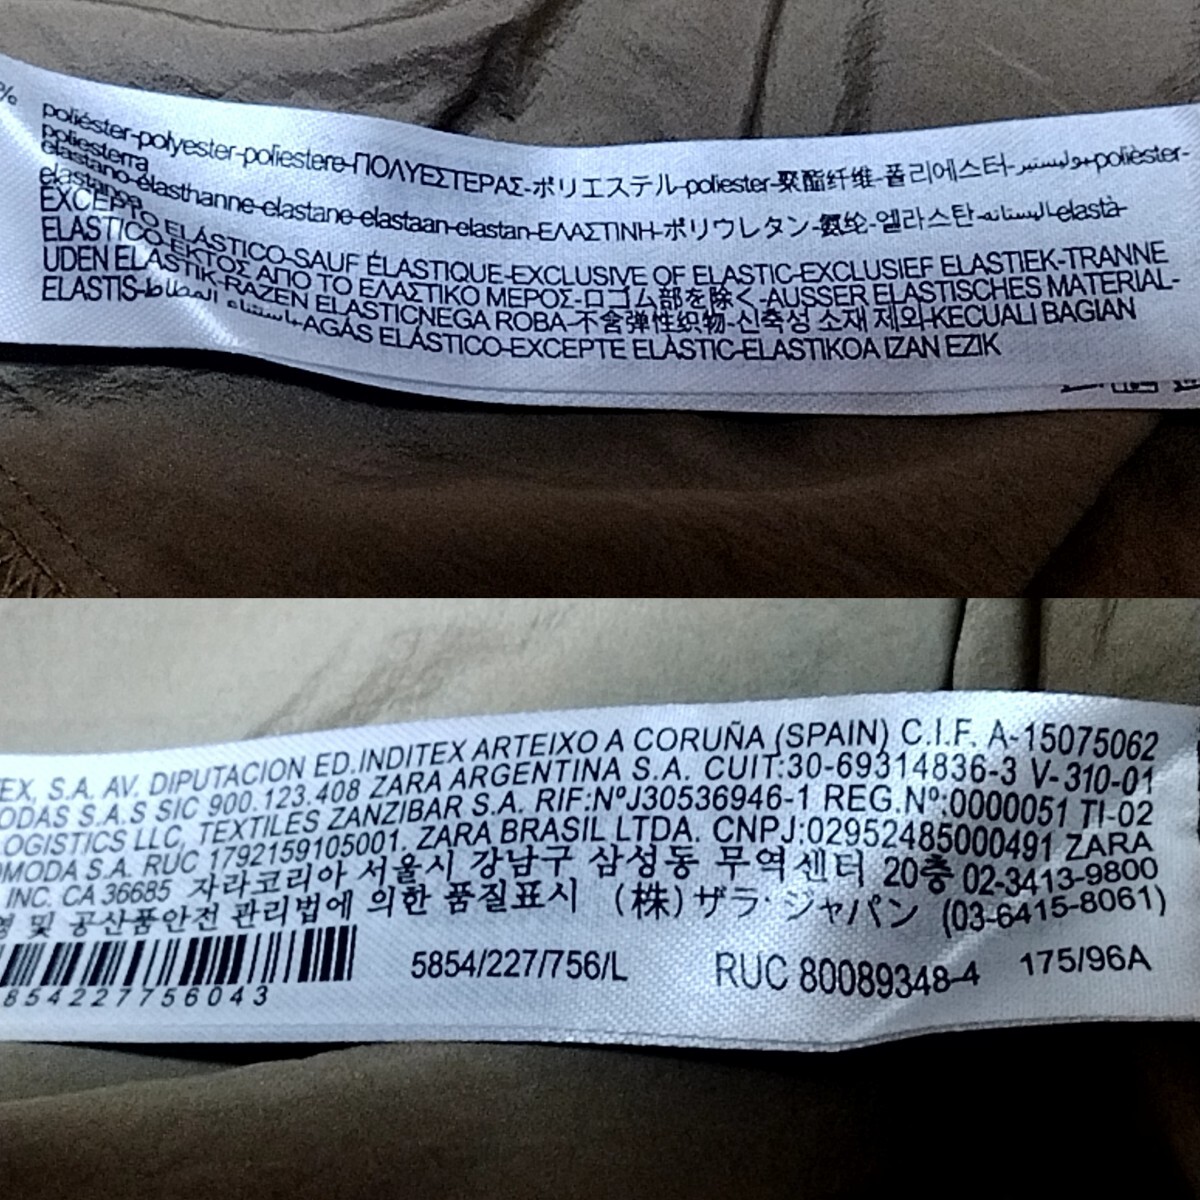 %
poliéster-polyester-poliestere-ΠΟΛΥΕΣΤΕΡΑΣ-ポリエステル-poliester-聚酯纤维-폴리에스터-بوليستير-polièster-
poliesterra
elastano-élasthanne-elastane-elastaan-elastan-ΕΛΑΣΤΙΝΗ-ポリウレタン-氨纶-엘라스탄-اليستانه-elastà-
elastanoa
EXCEPTO ELÁSTICO-SAUF ÉLASTIQUE-EXCLUSIVE OF ELASTIC-EXCLUSIEF ELASTIEK-TRANNE
ELASTICO-ΕΚΤΟΣ ΑΠΟ ΤΟ ΕΛΑΣΤΙΚΟ ΜΕΡΟΣ-ロゴム部を除く-AUSSER ELASTISCHES MATERIAL-
UDEN ELASTIK-RAZEN ELASTICNEGA ROBA-不含弹性织物-신축성 소재 제외-KECUALI BAGIAN
ELASTIS-باستثناء المطاط-AGÁS ELÁSTICO-EXCEPTE ELÀSTIC-ELASTIKOA IZAN EZIK
EX, S.A. AV. DIPUTACION ED.INDITEX ARTEIXO A CORUÑA (SPAIN) C.I.F. A-15075062
ODAS S.A.S SIC 900.123.408 ZARA ARGENTINA S.A. CUIT:30-69314836-3 V-310-01
LOGISTICS LLC, TEXTILES ZANZIBAR S.A. RIF:NºJ30536946-1 REG.Nº:0000051 TI-02
OMODA S.A. RUC 1792159105001. ZARA BRASIL LTDA. CNPJ:02952485000491 ZARA
INC. CA 36685 자라코리아 서울시 강남구 삼성동 무역센터 20층 02-3413-9800
및 공산품안전 관리법에 의한 품질표시 (株)ザラ・ジャパン (03-6415-8061)
854227756043 5854/227/756/L RUC 80089348-4 175/96A